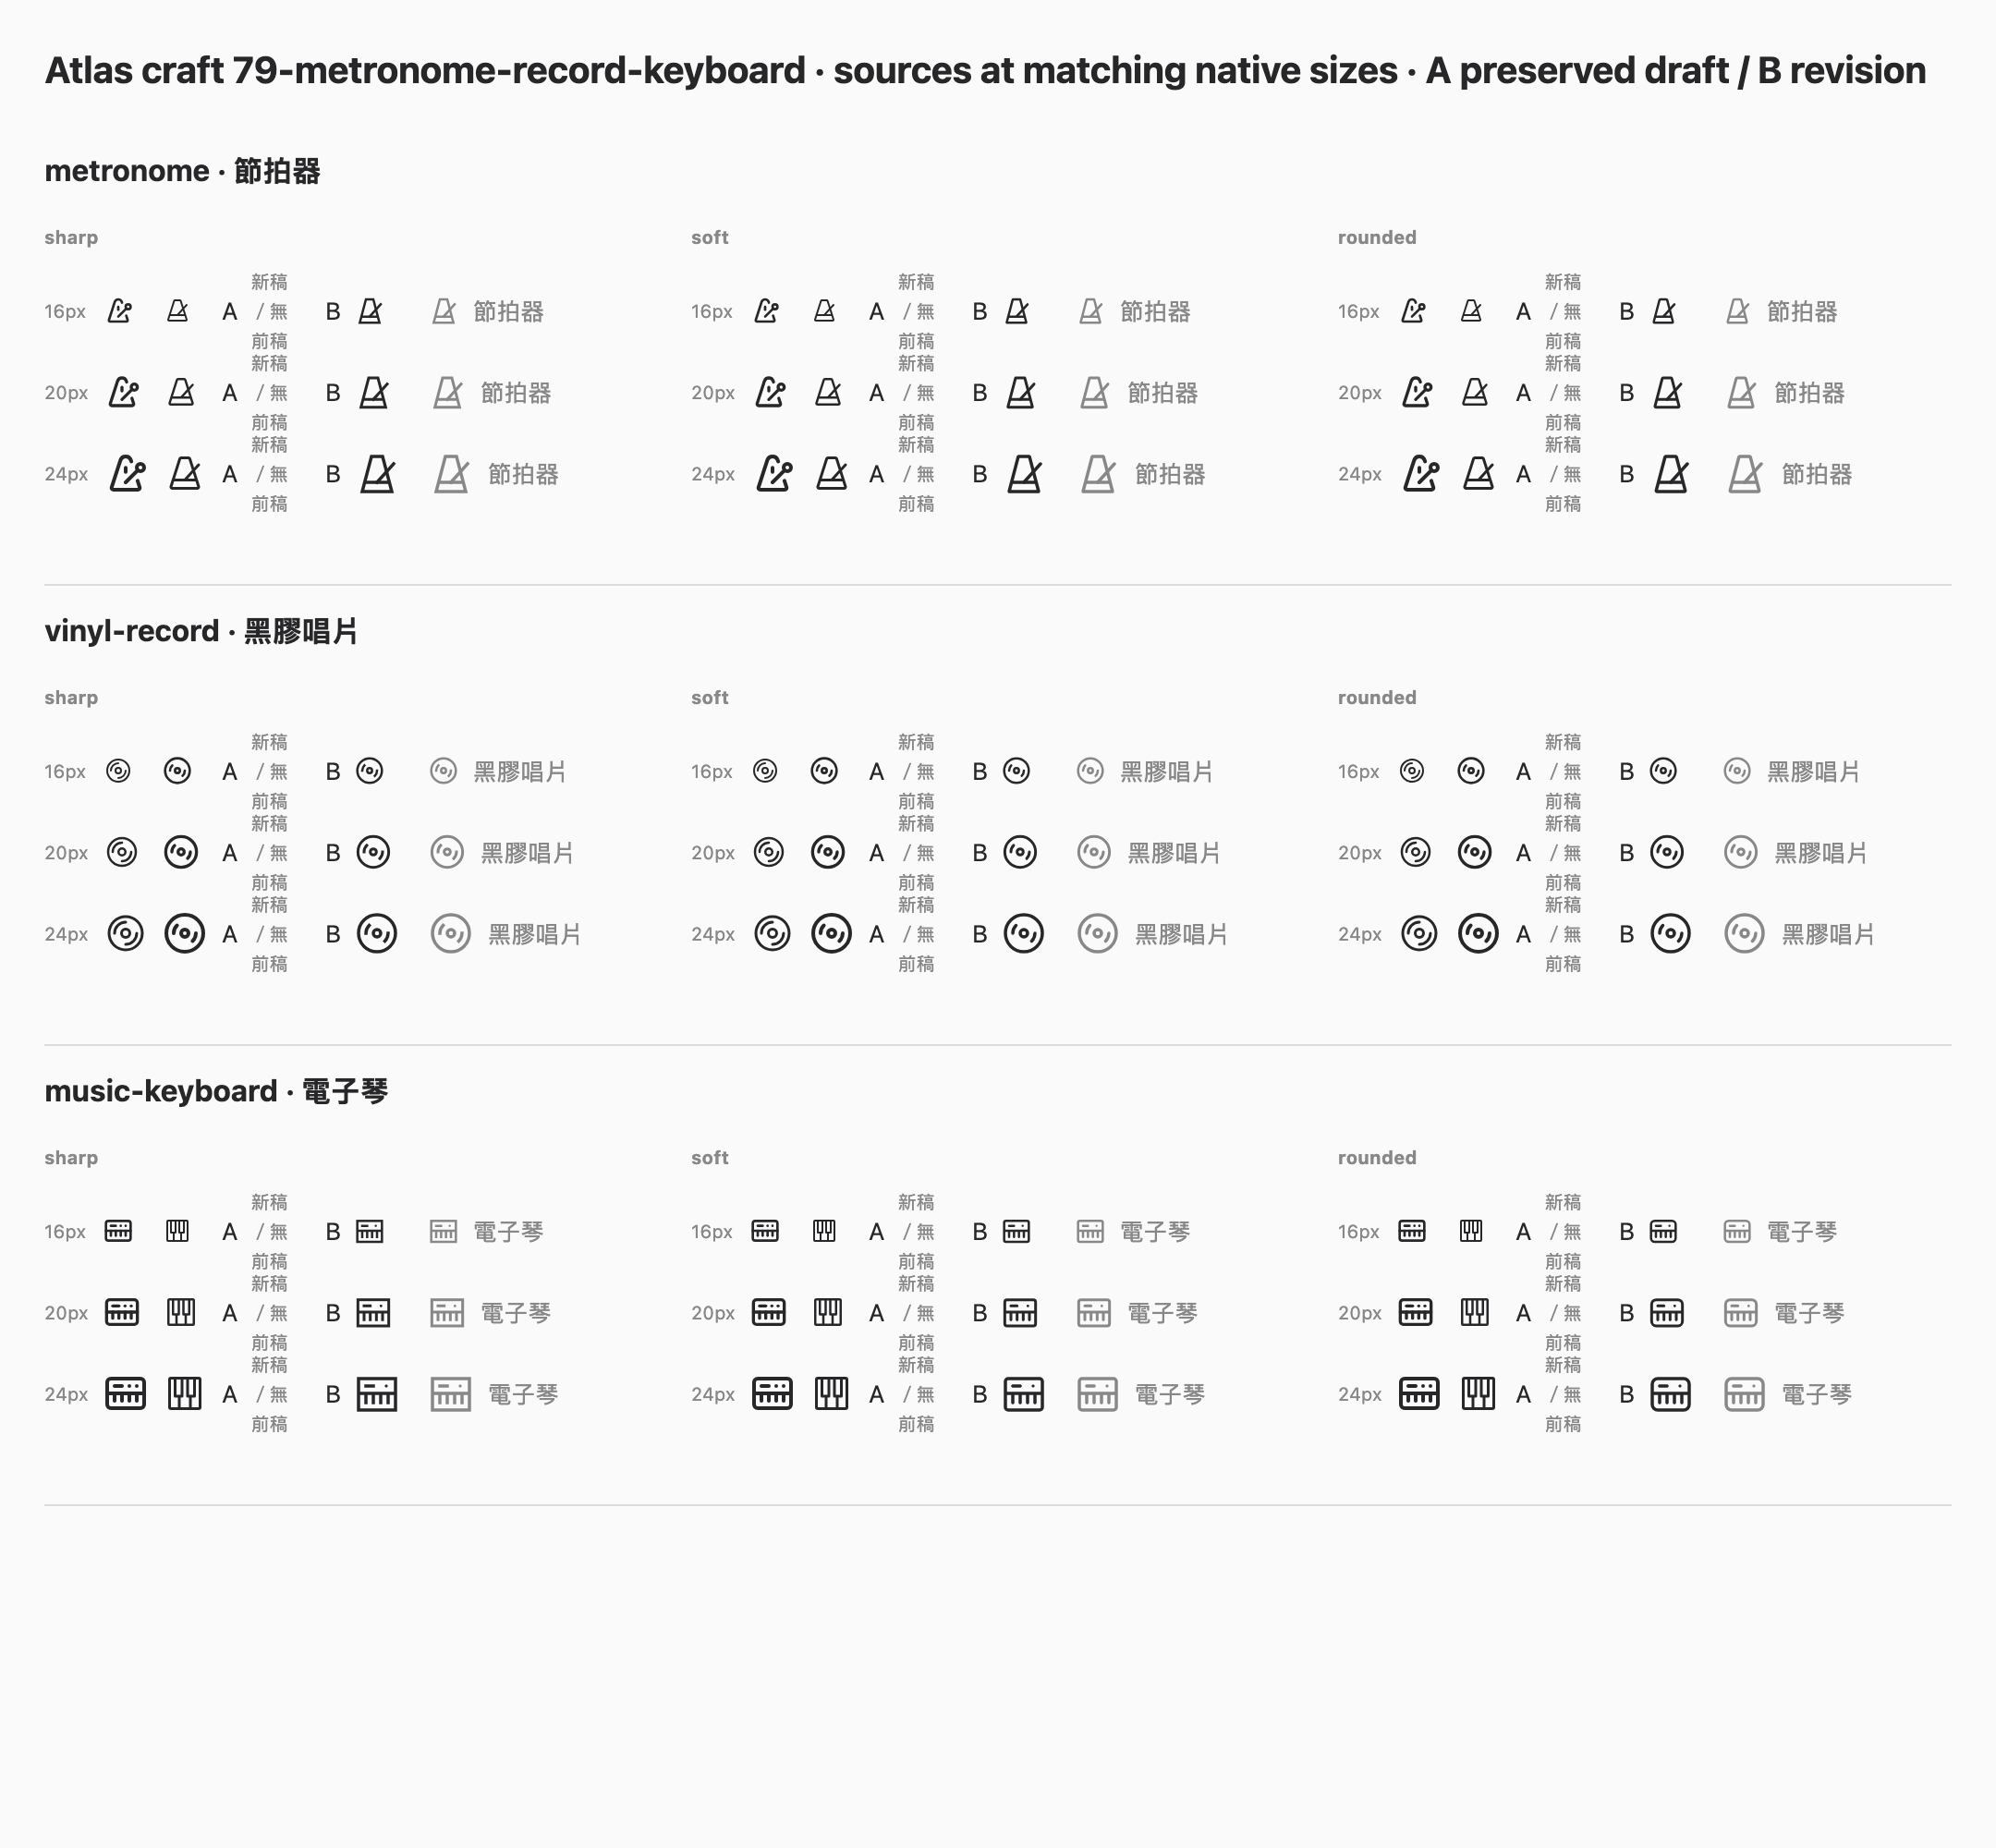 Atlas craft 79-metronome-record-keyboard · sources at matching native sizes · A preserved draft / B revision
metronome · 節拍器
sharp
16px A 新稿 / 無前稿 B 節拍器
20px A 新稿 / 無前稿 B 節拍器
24px A 新稿 / 無前稿 B 節拍器
soft
16px A 新稿 / 無前稿 B 節拍器
20px A 新稿 / 無前稿 B 節拍器
24px A 新稿 / 無前稿 B 節拍器
rounded
16px A 新稿 / 無前稿 B 節拍器
20px A 新稿 / 無前稿 B 節拍器
24px A 新稿 / 無前稿 B 節拍器
vinyl-record · 黑膠唱片
sharp
16px A 新稿 / 無前稿 B 黑膠唱片
20px A 新稿 / 無前稿 B 黑膠唱片
24px A 新稿 / 無前稿 B 黑膠唱片
soft
16px A 新稿 / 無前稿 B 黑膠唱片
20px A 新稿 / 無前稿 B 黑膠唱片
24px A 新稿 / 無前稿 B 黑膠唱片
rounded
16px A 新稿 / 無前稿 B 黑膠唱片
20px A 新稿 / 無前稿 B 黑膠唱片
24px A 新稿 / 無前稿 B 黑膠唱片
music-keyboard · 電子琴
sharp
16px A 新稿 / 無前稿 B 電子琴
20px A 新稿 / 無前稿 B 電子琴
24px A 新稿 / 無前稿 B 電子琴
soft
16px A 新稿 / 無前稿 B 電子琴
20px A 新稿 / 無前稿 B 電子琴
24px A 新稿 / 無前稿 B 電子琴
rounded
16px A 新稿 / 無前稿 B 電子琴
20px A 新稿 / 無前稿 B 電子琴
24px A 新稿 / 無前稿 B 電子琴